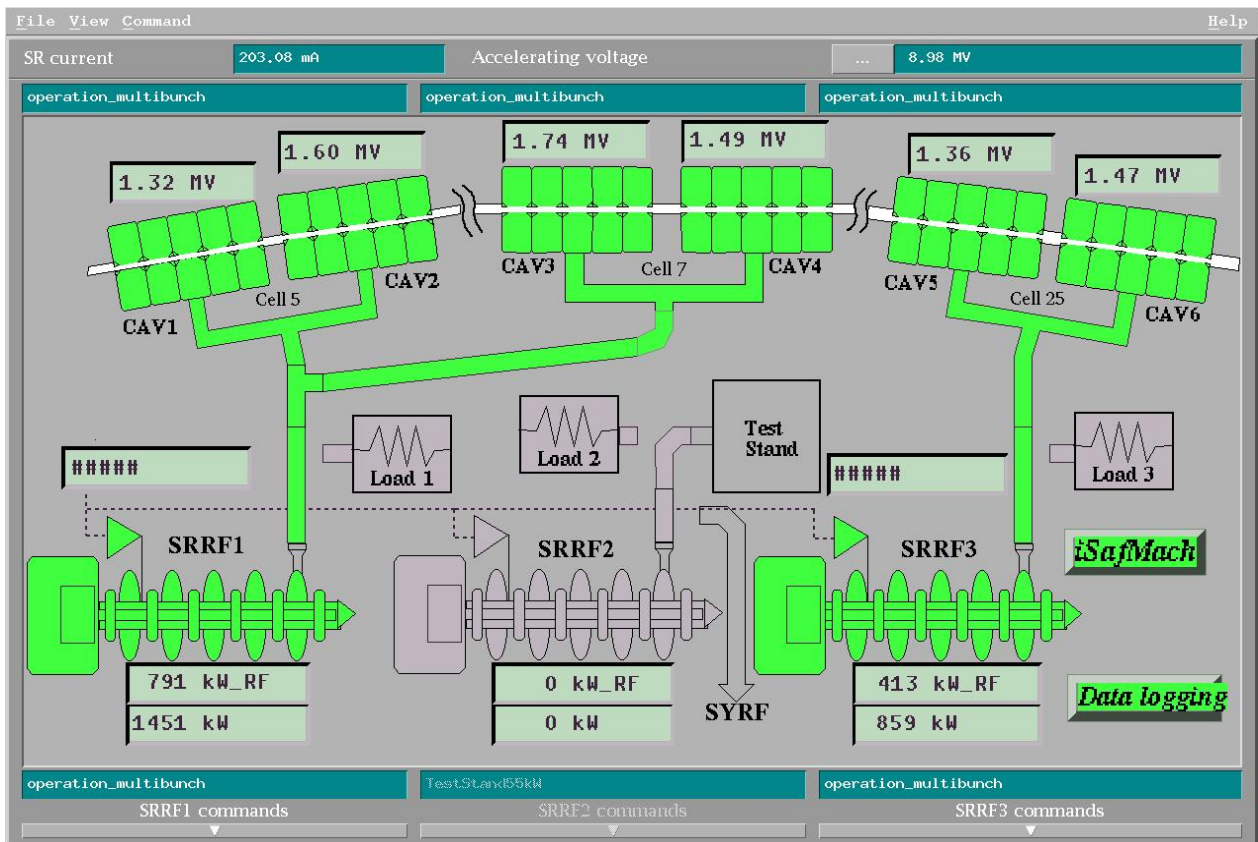 File View Command Help
SR current 203.08 mA Accelerating voltage ... 8.98 MV
operation_multibunch operation_multibunch operation_multibunch
1.32 MV 1.60 MV 1.74 MV 1.49 MV 1.36 MV 1.47 MV
CAV1 Cell 5 CAV2 CAV3 Cell 7 CAV4 CAV5 Cell 25 CAV6
Load 1 Load 2 Test Load 3
Stand
##### #####
SRRF1 SRRF2 SRRF3 iSafMach
791 kW_RF 0 kW_RF 413 kW_RF
1451 kW 0 kW SYRF 859 kW Data logging
operation_multibunch TestStand55kW operation_multibunch
SRRF1 commands SRRF2 commands SRRF3 commands